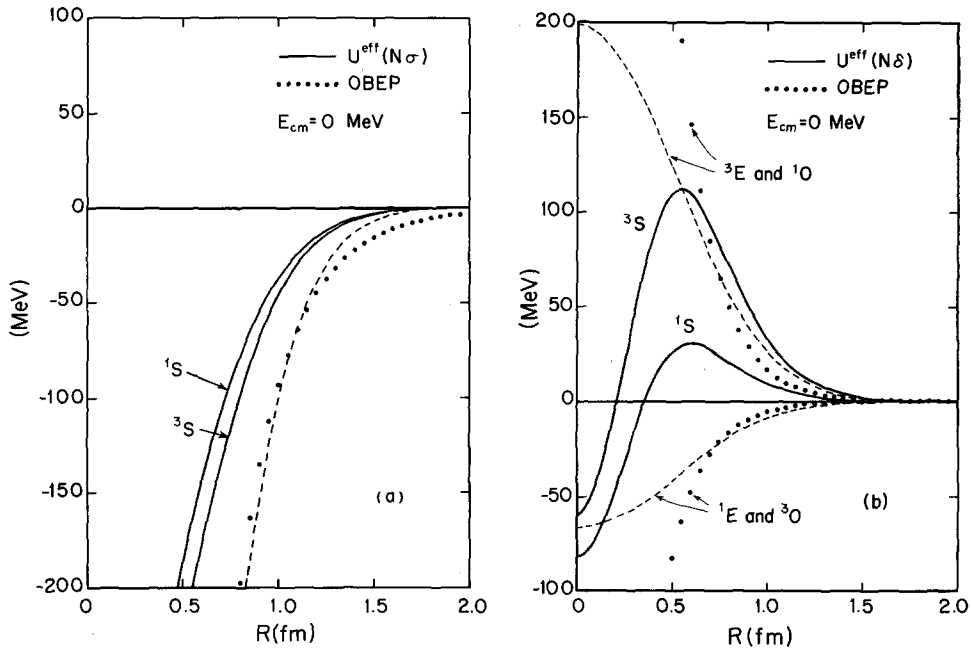 100
50
0
-50
-100
-150
-200
0
0.5
1.0
1.5
2.0
R(fm)
(MeV)
U^eff(Nσ)
OBEP
E_cm=0 MeV
¹S
³S
(a)
200
150
100
50
0
-50
-100
0
0.5
1.0
1.5
2.0
R(fm)
(MeV)
U^eff(Nδ)
OBEP
E_cm=0 MeV
³E and ¹O
³S
¹S
¹E and ³O
(b)